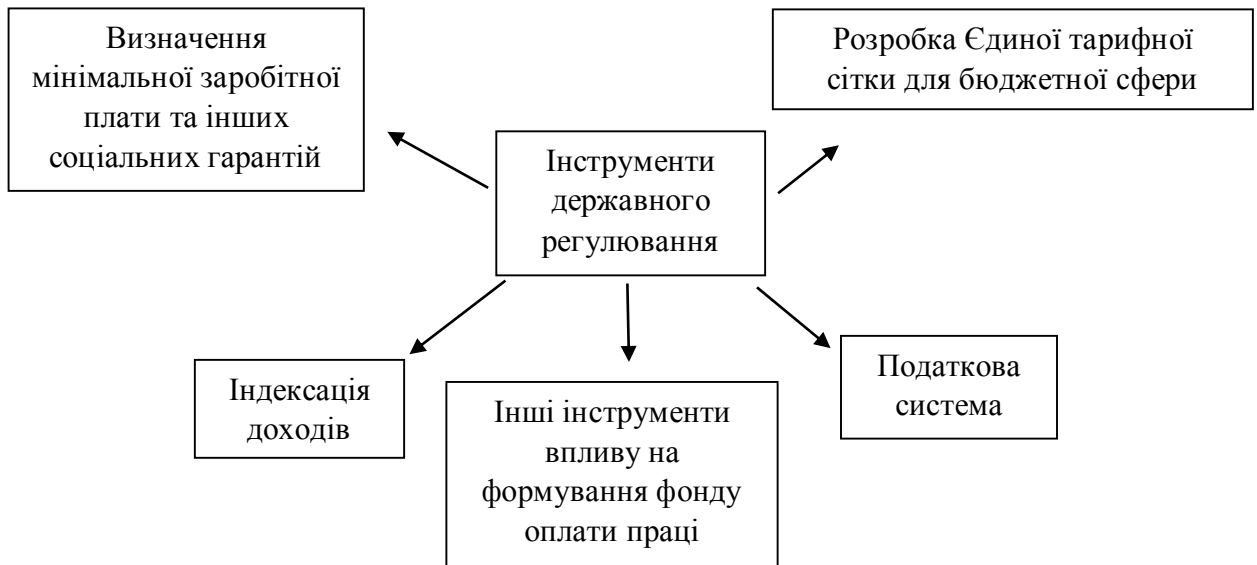 Визначення
мінімальної заробітної
плати та інших
соціальних гарантій
Розробка Єдиної тарифної
сітки для бюджетної сфери
Інструменти
державного
регулювання
Індексація
доходів
Інші інструменти
впливу на
формування фонду
оплати праці
Податкова
система